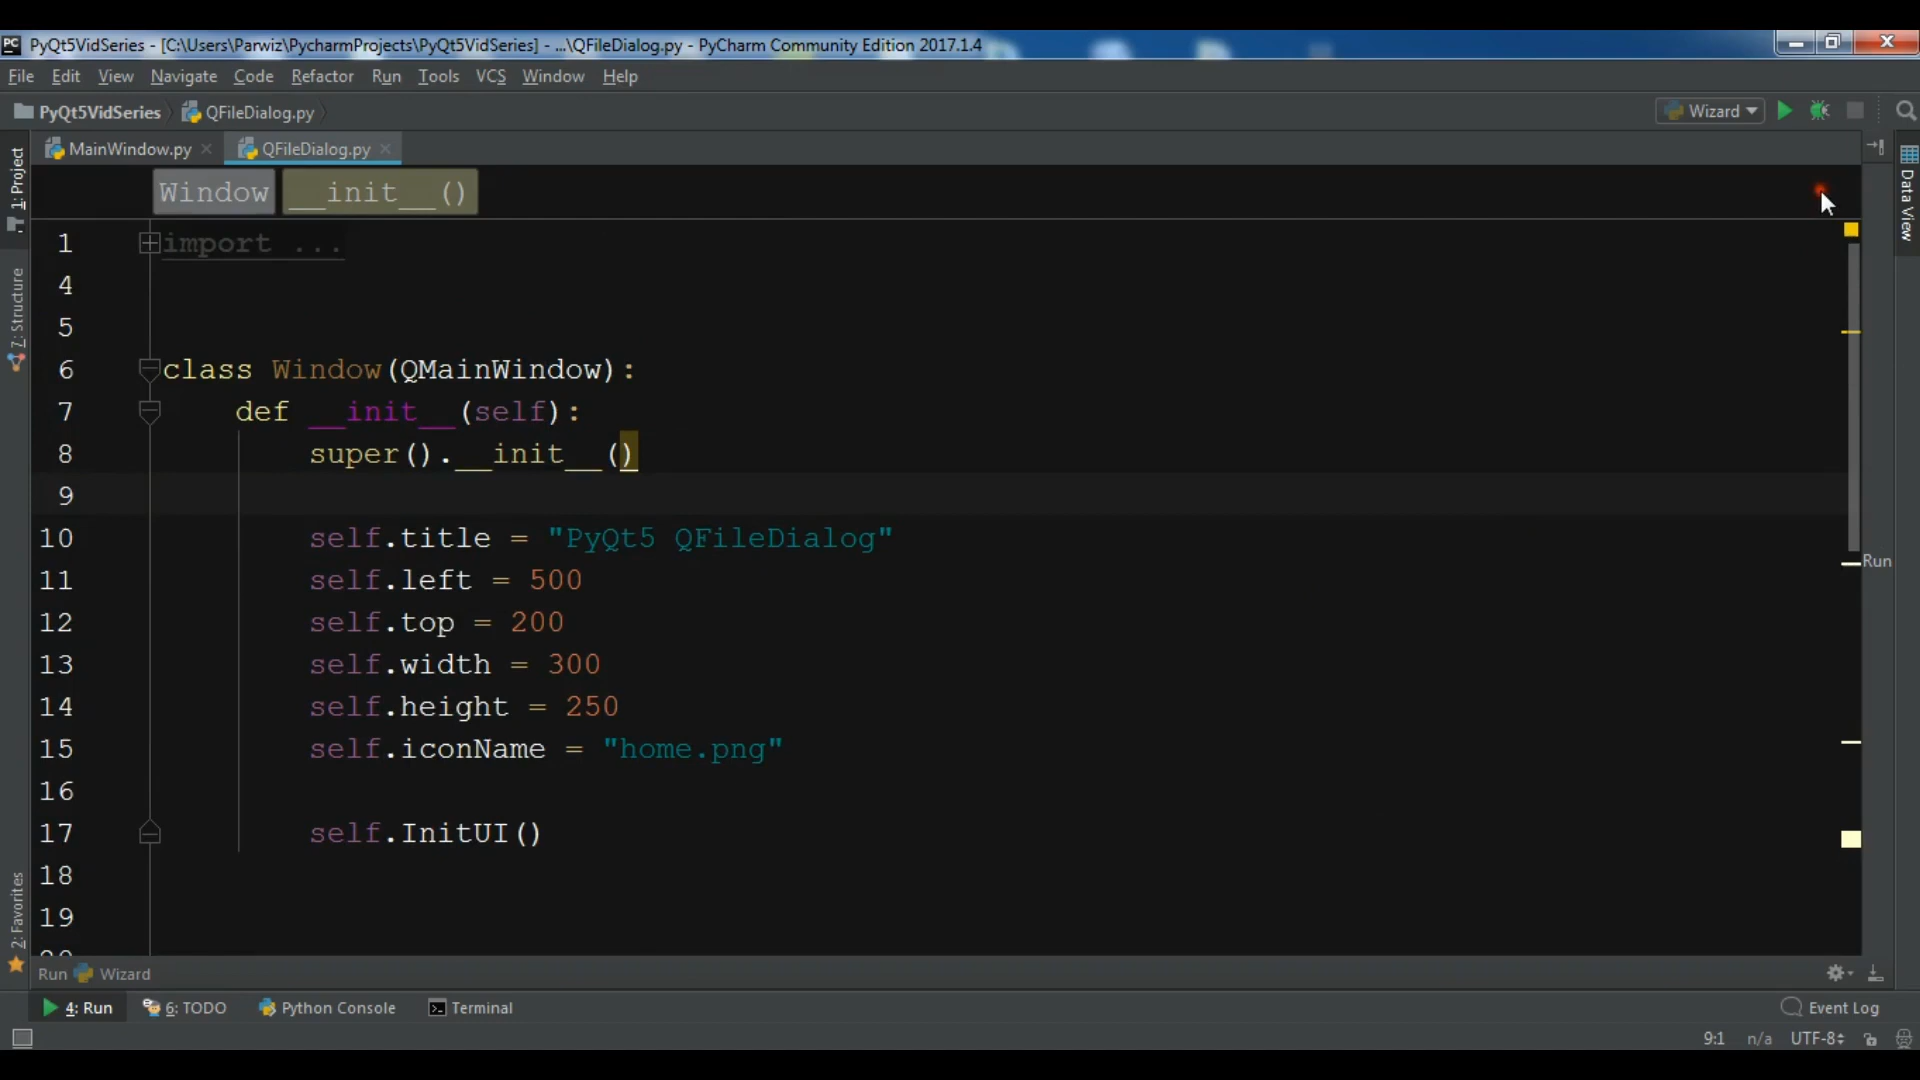 PyQt5VidSeries - [C:\Users\Parwiz\PycharmProjects\PyQt5VidSeries] - ...\QFileDialog.py - PyCharm Community Edition 2017.1.4
File Edit View Navigate Code Refactor Run Tools VCS Window Help
PyQt5VidSeries QFileDialog.py Wizard
MainWindow.py QFileDialog.py
1: Project
7: Structure
2: Favorites
Data View
Run
Window __init__()
1 import ...
4
5
6 class Window(QMainWindow):
7 def __init__(self):
8 super().__init__()
9
10 self.title = "PyQt5 QFileDialog"
11 self.left = 500
12 self.top = 200
13 self.width = 300
14 self.height = 250
15 self.iconName = "home.png"
16
17 self.InitUI()
18
19
Run Wizard
4: Run 6: TODO Python Console Terminal Event Log
9:1 n/a UTF-8